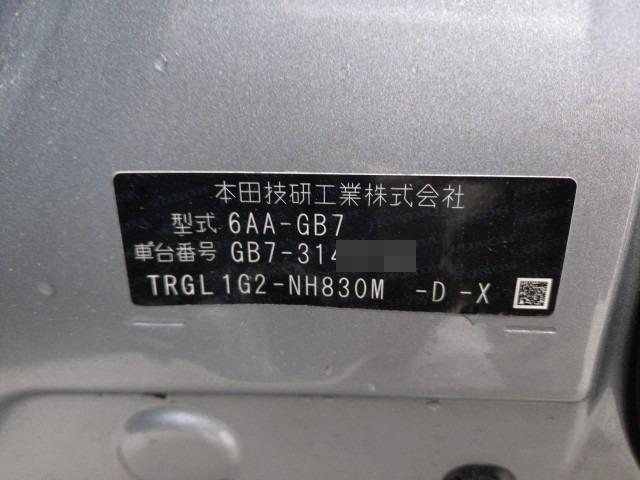 本田技研工業株式会社
型式 6AA-GB7
車台番号 GB7-314
TRGL1G2-NH830M -D-X